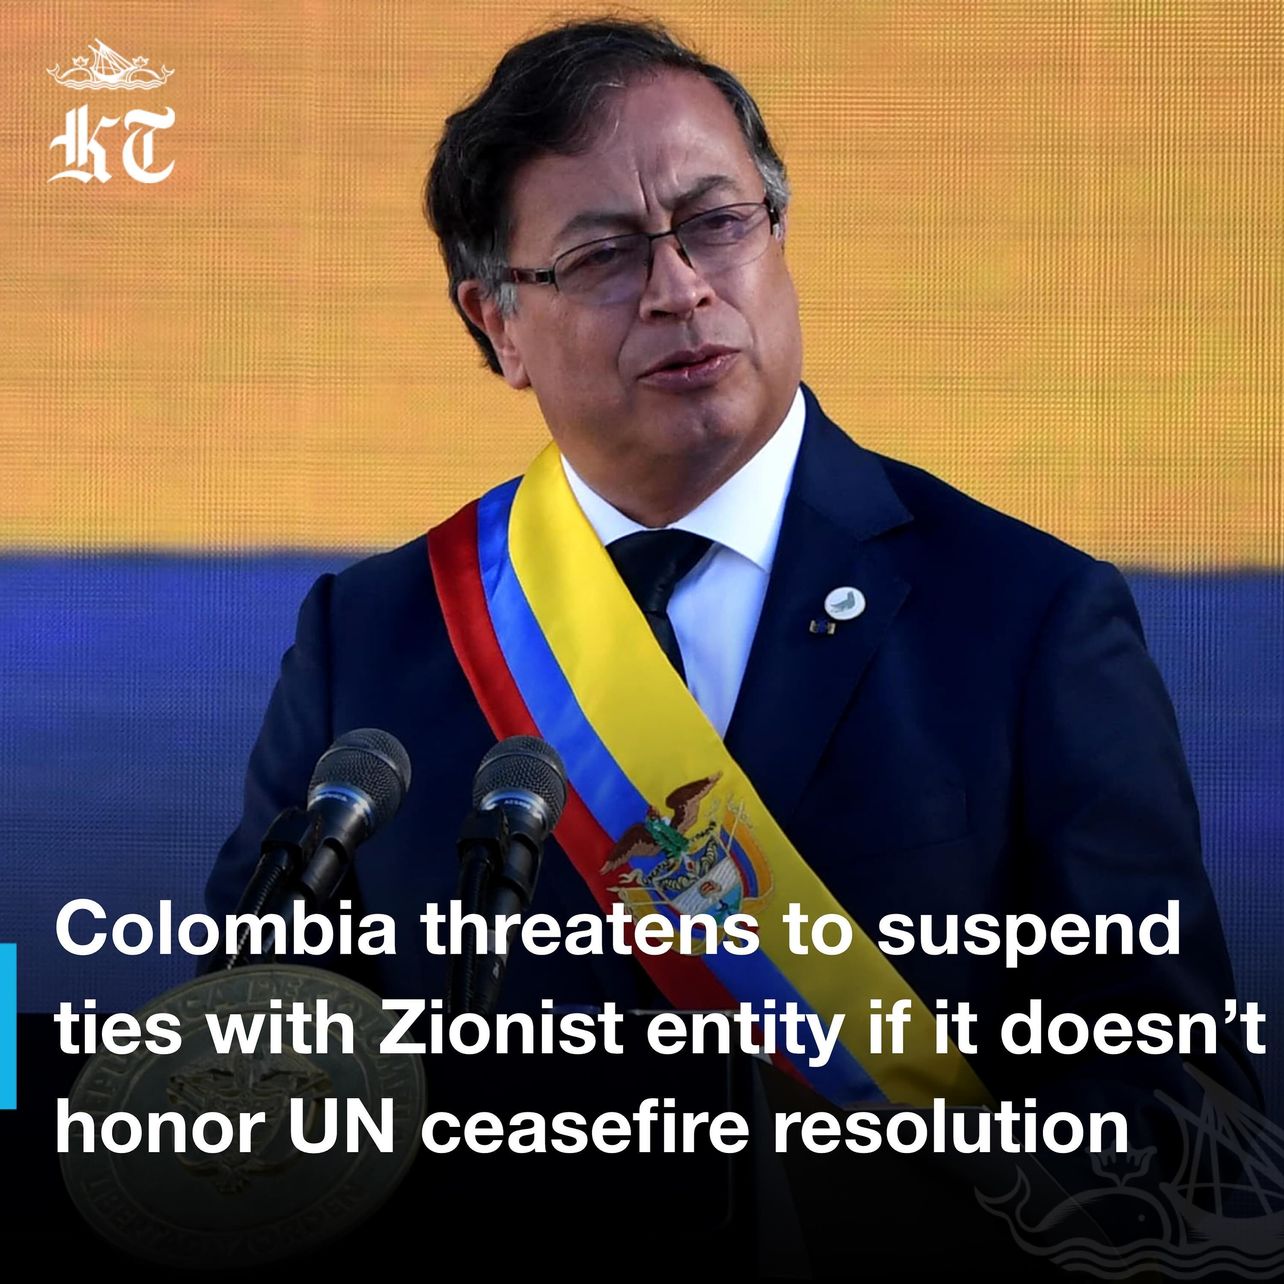 KT
Colombia threatens to suspend
ties with Zionist entity if it doesn’t
honor UN ceasefire resolution